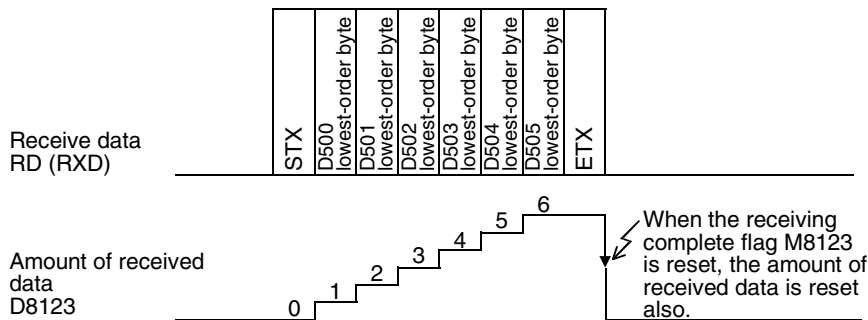 STX
D500
lowest-order byte
D501
lowest-order byte
D502
lowest-order byte
D503
lowest-order byte
D504
lowest-order byte
D505
lowest-order byte
ETX
Receive data
RD (RXD)
Amount of received
data
D8123
0
1
2
3
4
5
6
When the receiving
complete flag M8123
is reset, the amount of
received data is reset
also.